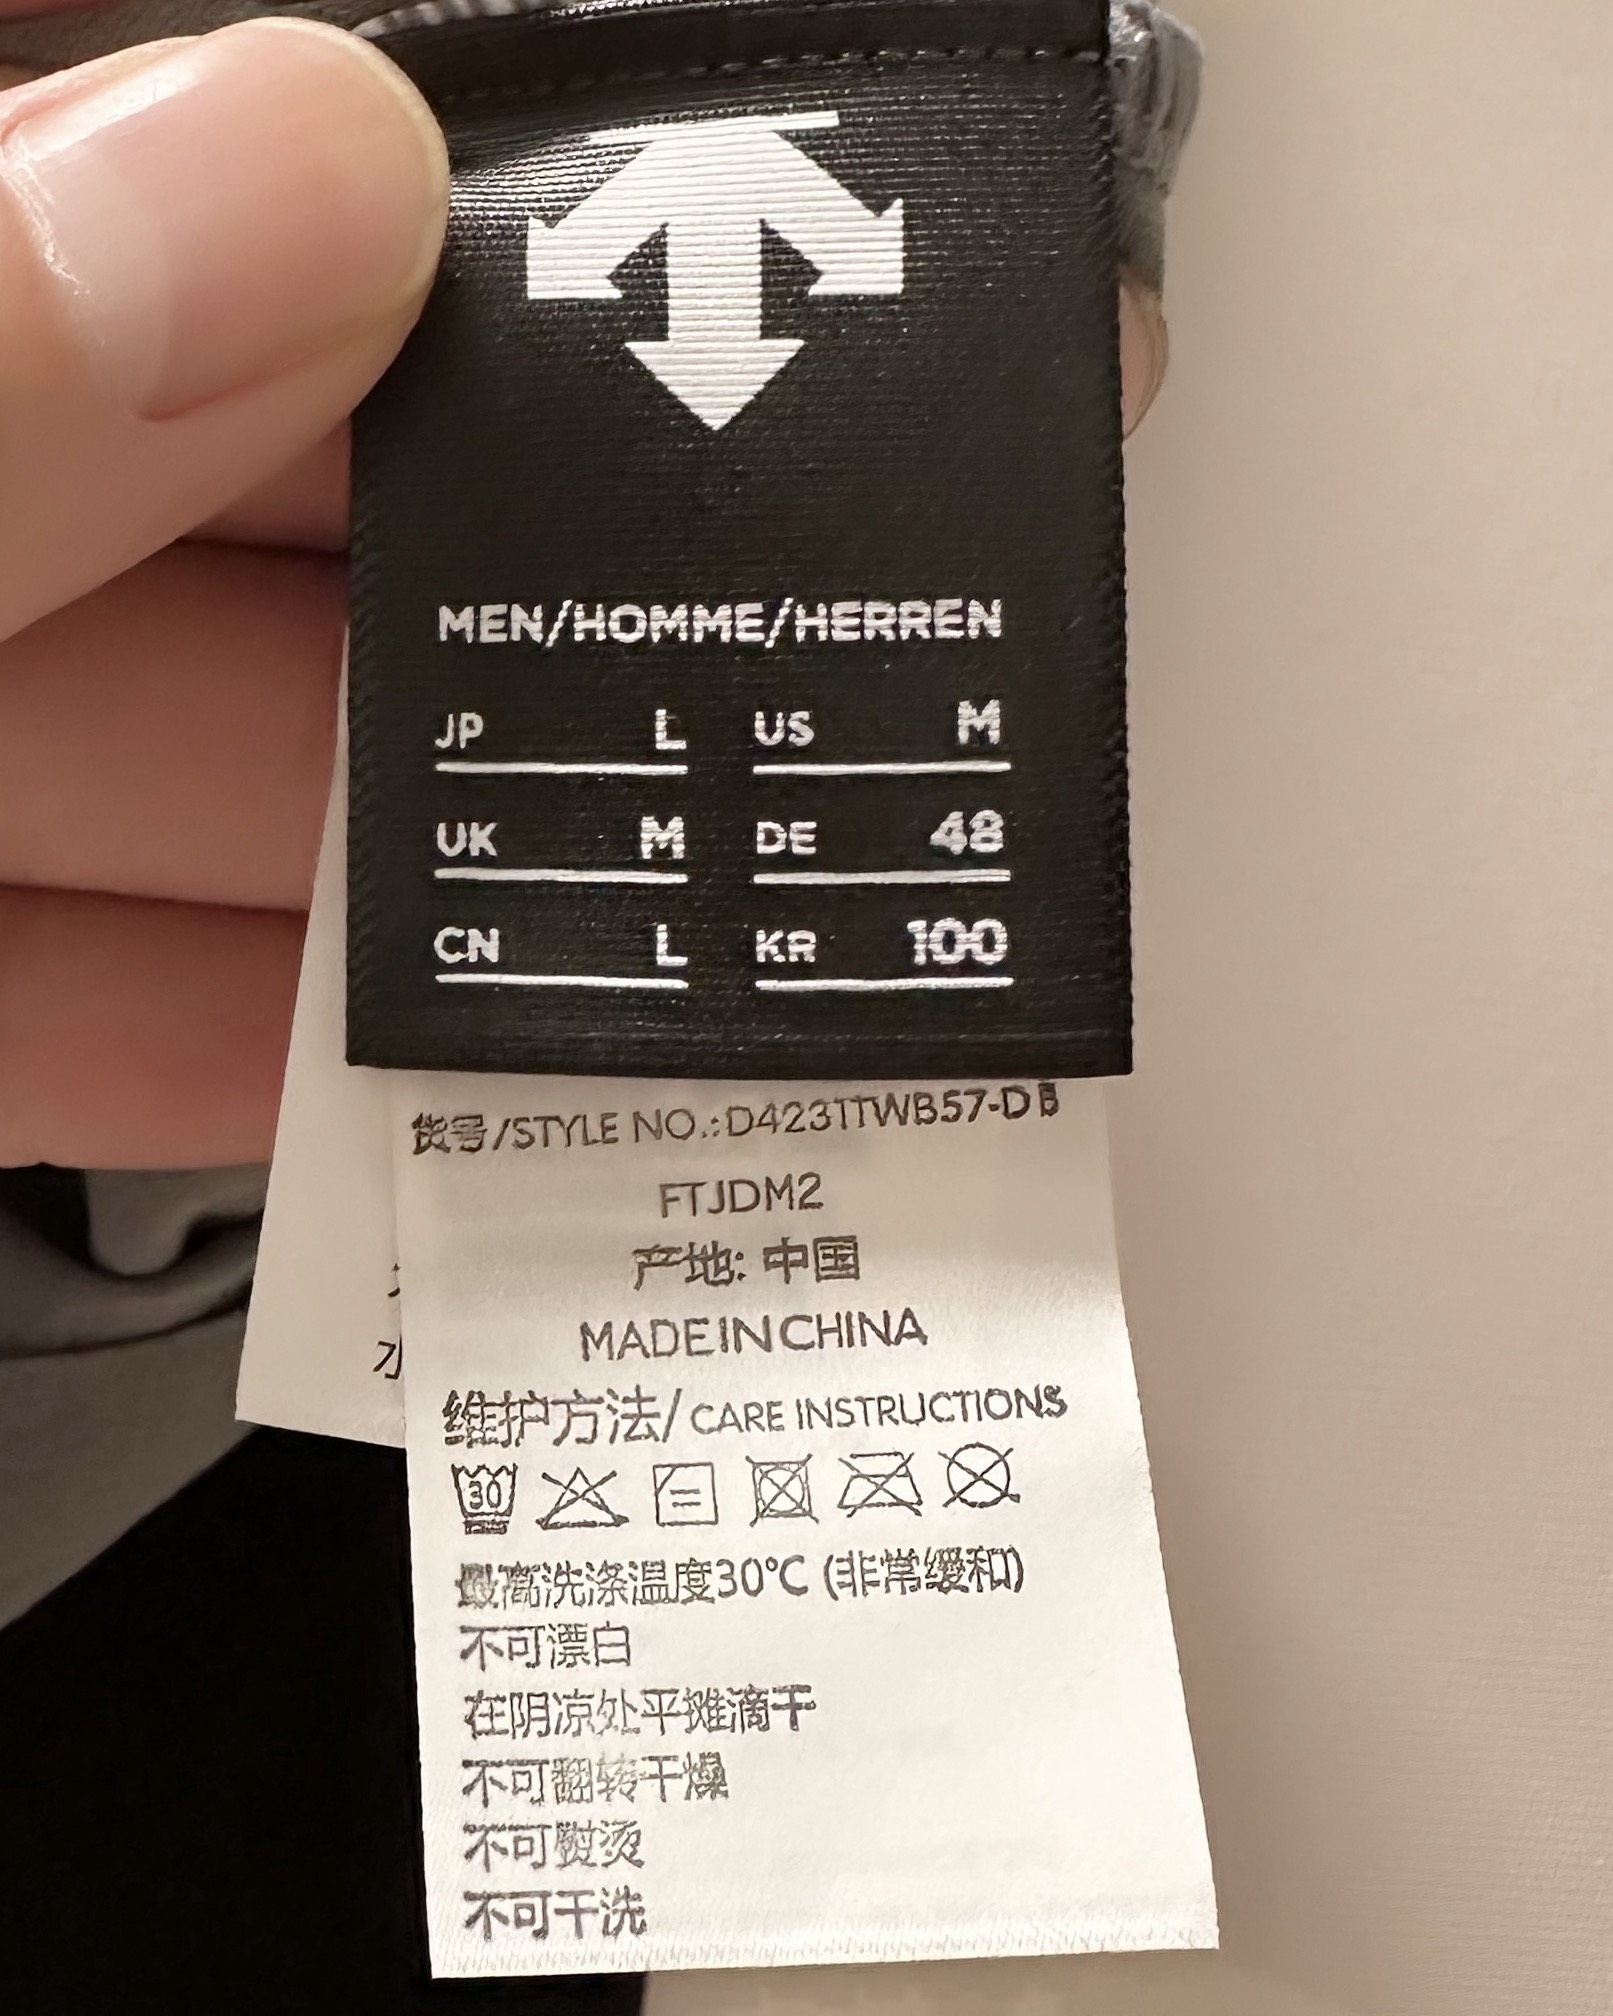 MEN/HOMME/HERREN
JP L US M
UK M DE 48
CN L KR 100
货号/STYLE NO.:D423TTWB57-DB
FTJDM2
产地: 中国
MADE IN CHINA
维护方法/CARE INSTRUCTIONS
30
最高洗涤温度30℃ (非常缓和)
不可漂白
在阴凉处平摊滴干
不可翻转干燥
不可熨烫
不可干洗
水